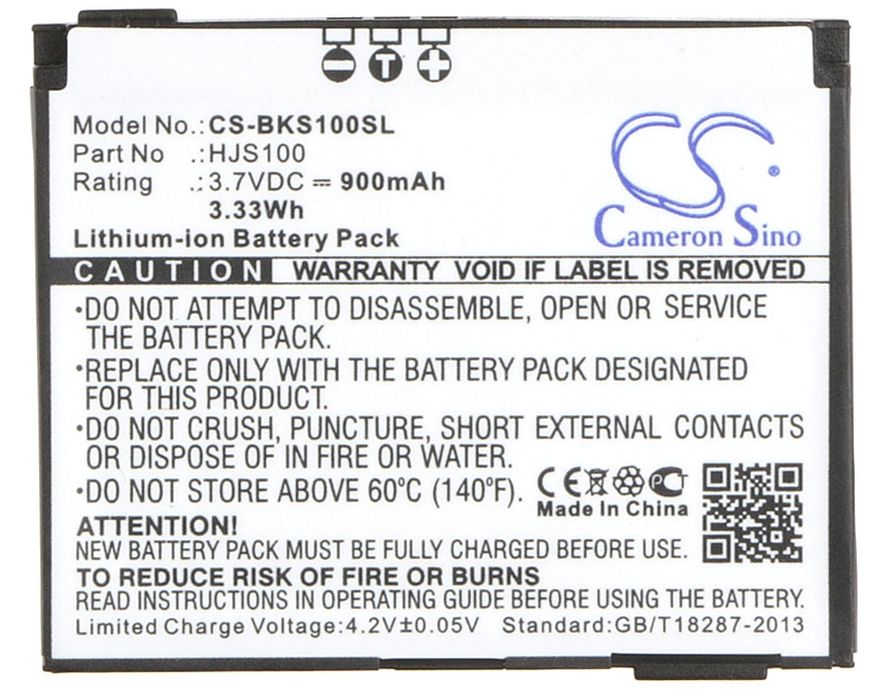 − T +
Model No.: CS-BKS100SL
Part No .: HJS100
Rating .: 3.7VDC ⎓ 900mAh
3.33Wh
Lithium-ion Battery Pack
CS ®
Cameron Sino
CAUTION WARRANTY VOID IF LABEL IS REMOVED
·DO NOT ATTEMPT TO DISASSEMBLE, OPEN OR SERVICE
THE BATTERY PACK.
·REPLACE ONLY WITH THE BATTERY PACK DESIGNATED
FOR THIS PRODUCT.
·DO NOT CRUSH, PUNCTURE, SHORT EXTERNAL CONTACTS
OR DISPOSE OF IN FIRE OR WATER.
·DO NOT STORE ABOVE 60°C (140°F).
CE
Made In China
ATTENTION!
NEW BATTERY PACK MUST BE FULLY CHARGED BEFORE USE.
TO REDUCE RISK OF FIRE OR BURNS
READ INSTRUCTIONS IN OPERATING GUIDE BEFORE USING THE BATTERY.
Limited Charge Voltage:4.2V±0.05V Standard:GB/T18287-2013